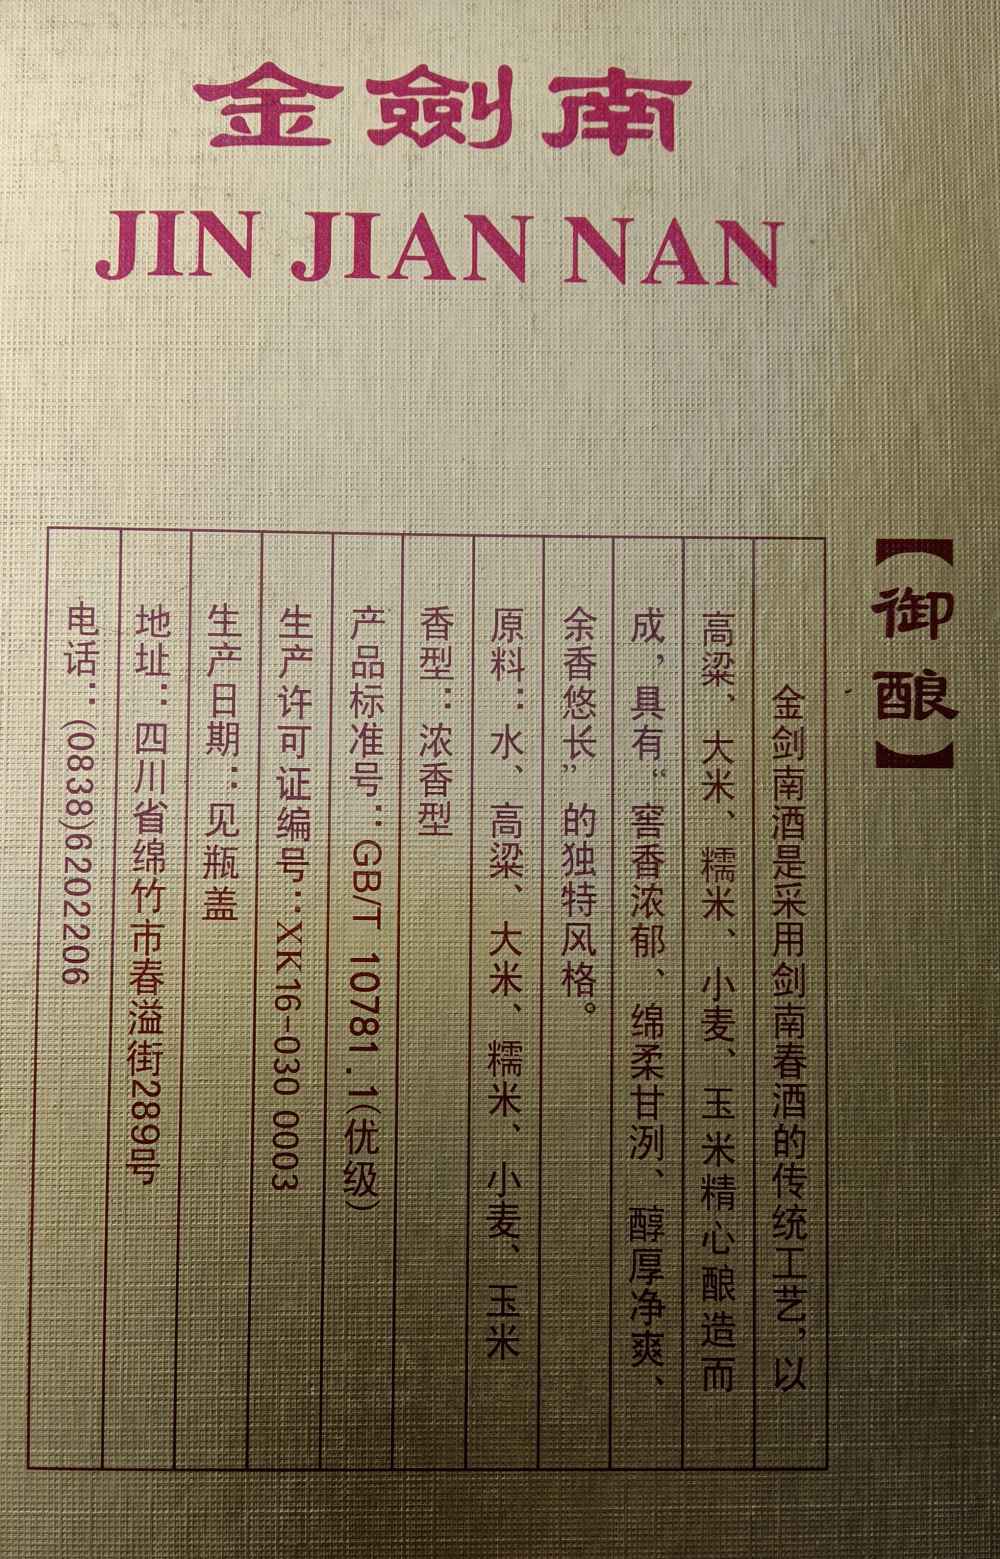 金劍南
JIN JIAN NAN
【御酿】
金剑南酒是采用剑南春酒的传统工艺，以
高粱、大米、糯米、小麦、玉米精心酿造而
成，具有“窖香浓郁、绵柔甘洌、醇厚净爽、
余香悠长”的独特风格。
原料：水、高粱、大米、糯米、小麦、玉米
香型：浓香型
产品标准号：GB/T 10781.1(优级)
生产许可证编号：XK16-030 0003
生产日期：见瓶盖
地址：四川省绵竹市春溢街289号
电话：(0838)6202206